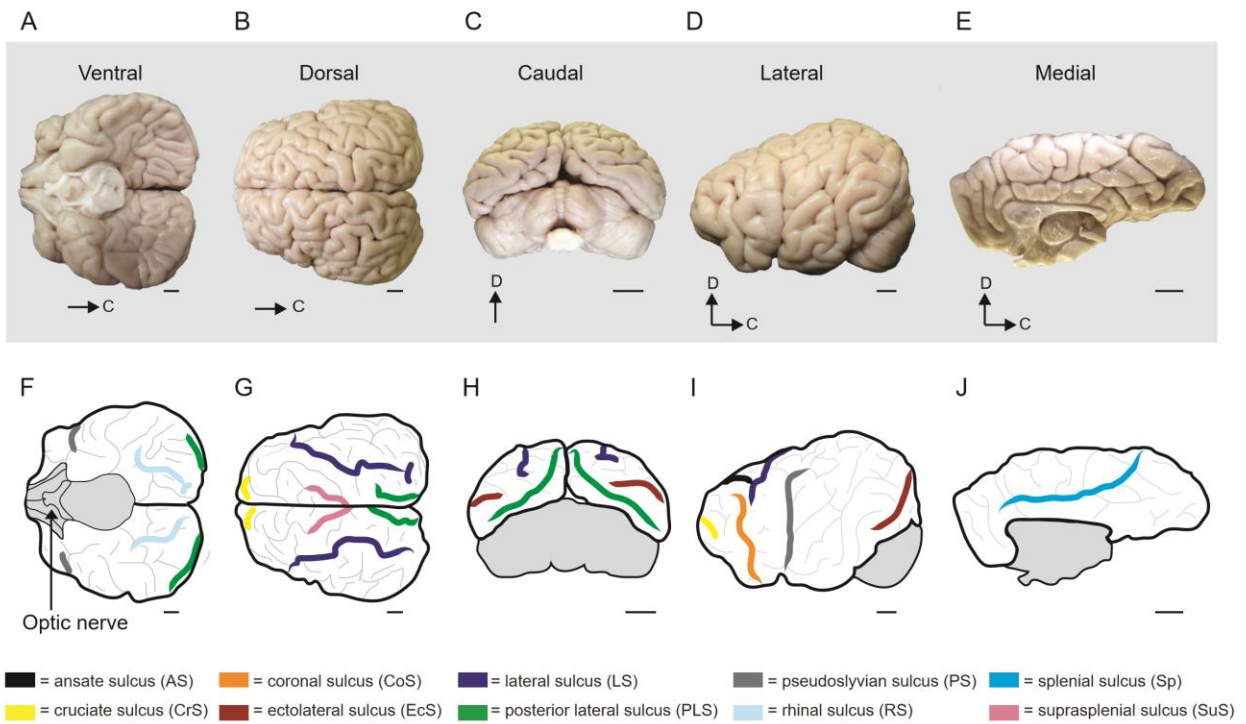 A B C D E
Ventral Dorsal Caudal Lateral Medial
D D D
C C C C
F G H I J
Optic nerve
= ansate sulcus (AS) = coronal sulcus (CoS) = lateral sulcus (LS) = pseudoslyvian sulcus (PS) = splenial sulcus (Sp)
= cruciate sulcus (CrS) = ectolateral sulcus (EcS) = posterior lateral sulcus (PLS) = rhinal sulcus (RS) = suprasplenial sulcus (SuS)